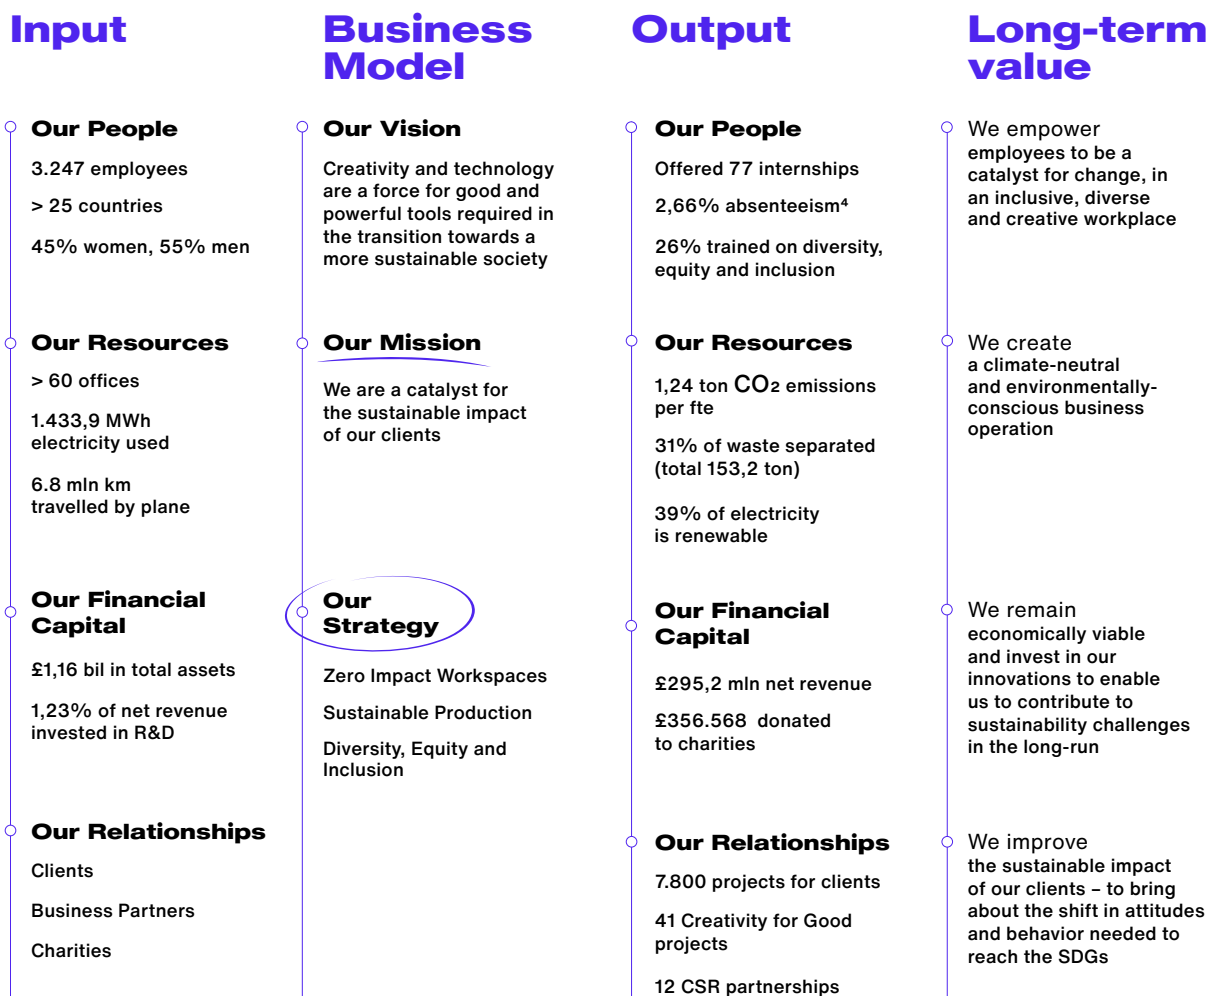 Input
Our People
3.247 employees
> 25 countries
45% women, 55% men
Our Resources
> 60 offices
1.433,9 MWh
electricity used
6.8 mln km
travelled by plane
Our Financial
Capital
£1,16 bil in total assets
1,23% of net revenue
invested in R&D
Our Relationships
Clients
Business Partners
Charities
Business
Model
Our Vision
Creativity and technology
are a force for good and
powerful tools required in
the transition towards a
more sustainable society
Our Mission
We are a catalyst for
the sustainable impact
of our clients
Our
Strategy
Zero Impact Workspaces
Sustainable Production
Diversity, Equity and
Inclusion
Output
Our People
Offered 77 internships
2,66% absenteeism⁴
26% trained on diversity,
equity and inclusion
Our Resources
1,24 ton CO₂ emissions
per fte
31% of waste separated
(total 153,2 ton)
39% of electricity
is renewable
Our Financial
Capital
£295,2 mln net revenue
£356.568 donated
to charities
Our Relationships
7.800 projects for clients
41 Creativity for Good
projects
12 CSR partnerships
Long-term
value
We empower
employees to be a
catalyst for change, in
an inclusive, diverse
and creative workplace
We create
a climate-neutral
and environmentally-
conscious business
operation
We remain
economically viable
and invest in our
innovations to enable
us to contribute to
sustainability challenges
in the long-run
We improve
the sustainable impact
of our clients – to bring
about the shift in attitudes
and behavior needed to
reach the SDGs